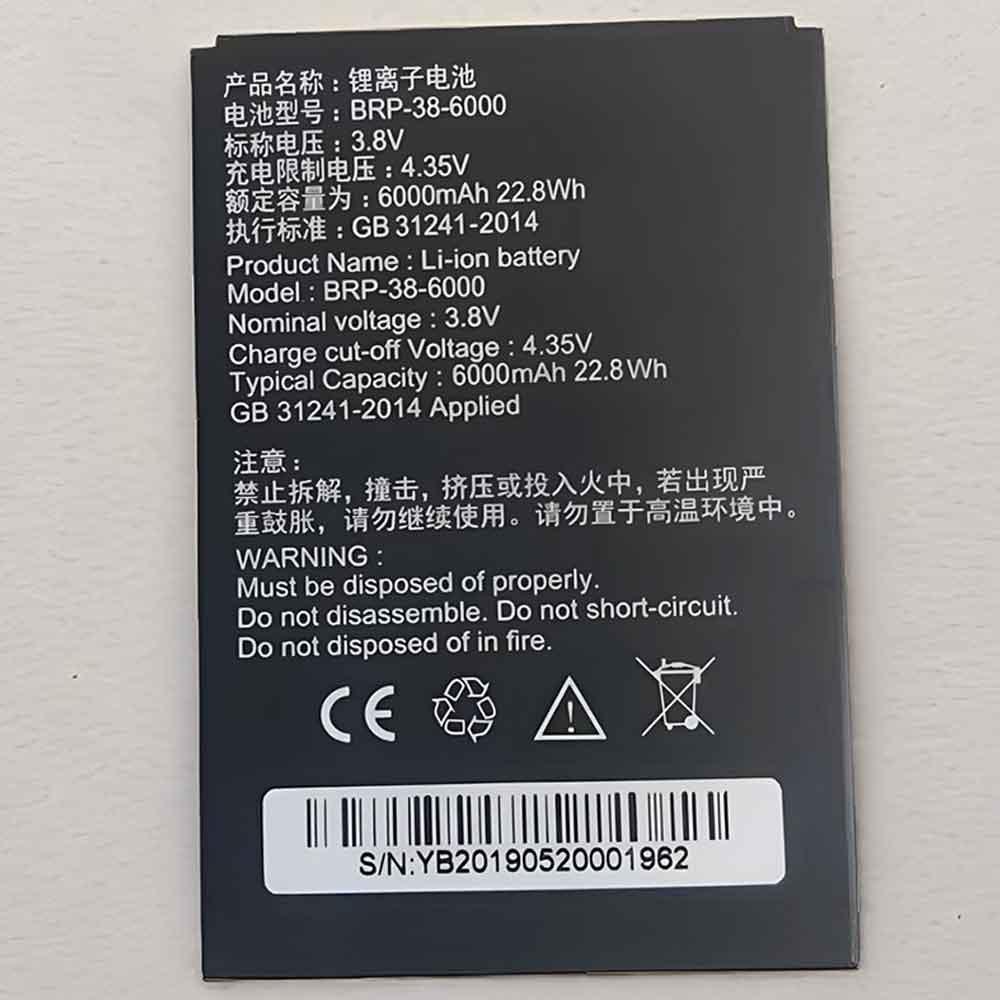 产品名称：锂离子电池
电池型号：BRP-38-6000
标称电压：3.8V
充电限制电压：4.35V
额定容量为：6000mAh 22.8Wh
执行标准：GB 31241-2014
Product Name : Li-ion battery
Model : BRP-38-6000
Nominal voltage : 3.8V
Charge cut-off Voltage : 4.35V
Typical Capacity : 6000mAh 22.8Wh
GB 31241-2014 Applied
注意：
禁止拆解，撞击，挤压或投入火中，若出现严
重鼓胀，请勿继续使用。请勿置于高温环境中。
WARNING :
Must be disposed of properly.
Do not disassemble. Do not short-circuit.
Do not disposed of in fire.
CE
S/N:YB20190520001962